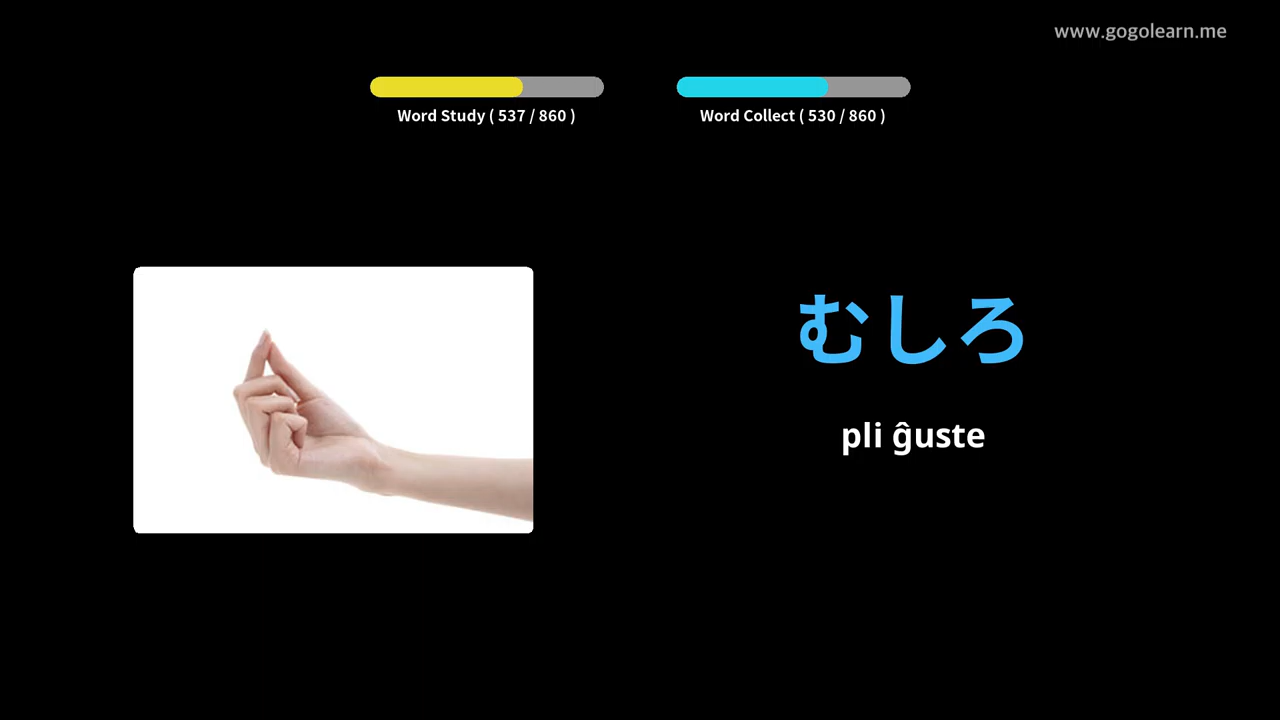 www.gogolearn.me
Word Study ( 537 / 860 )
Word Collect ( 530 / 860 )
むしろ
pli ĝuste